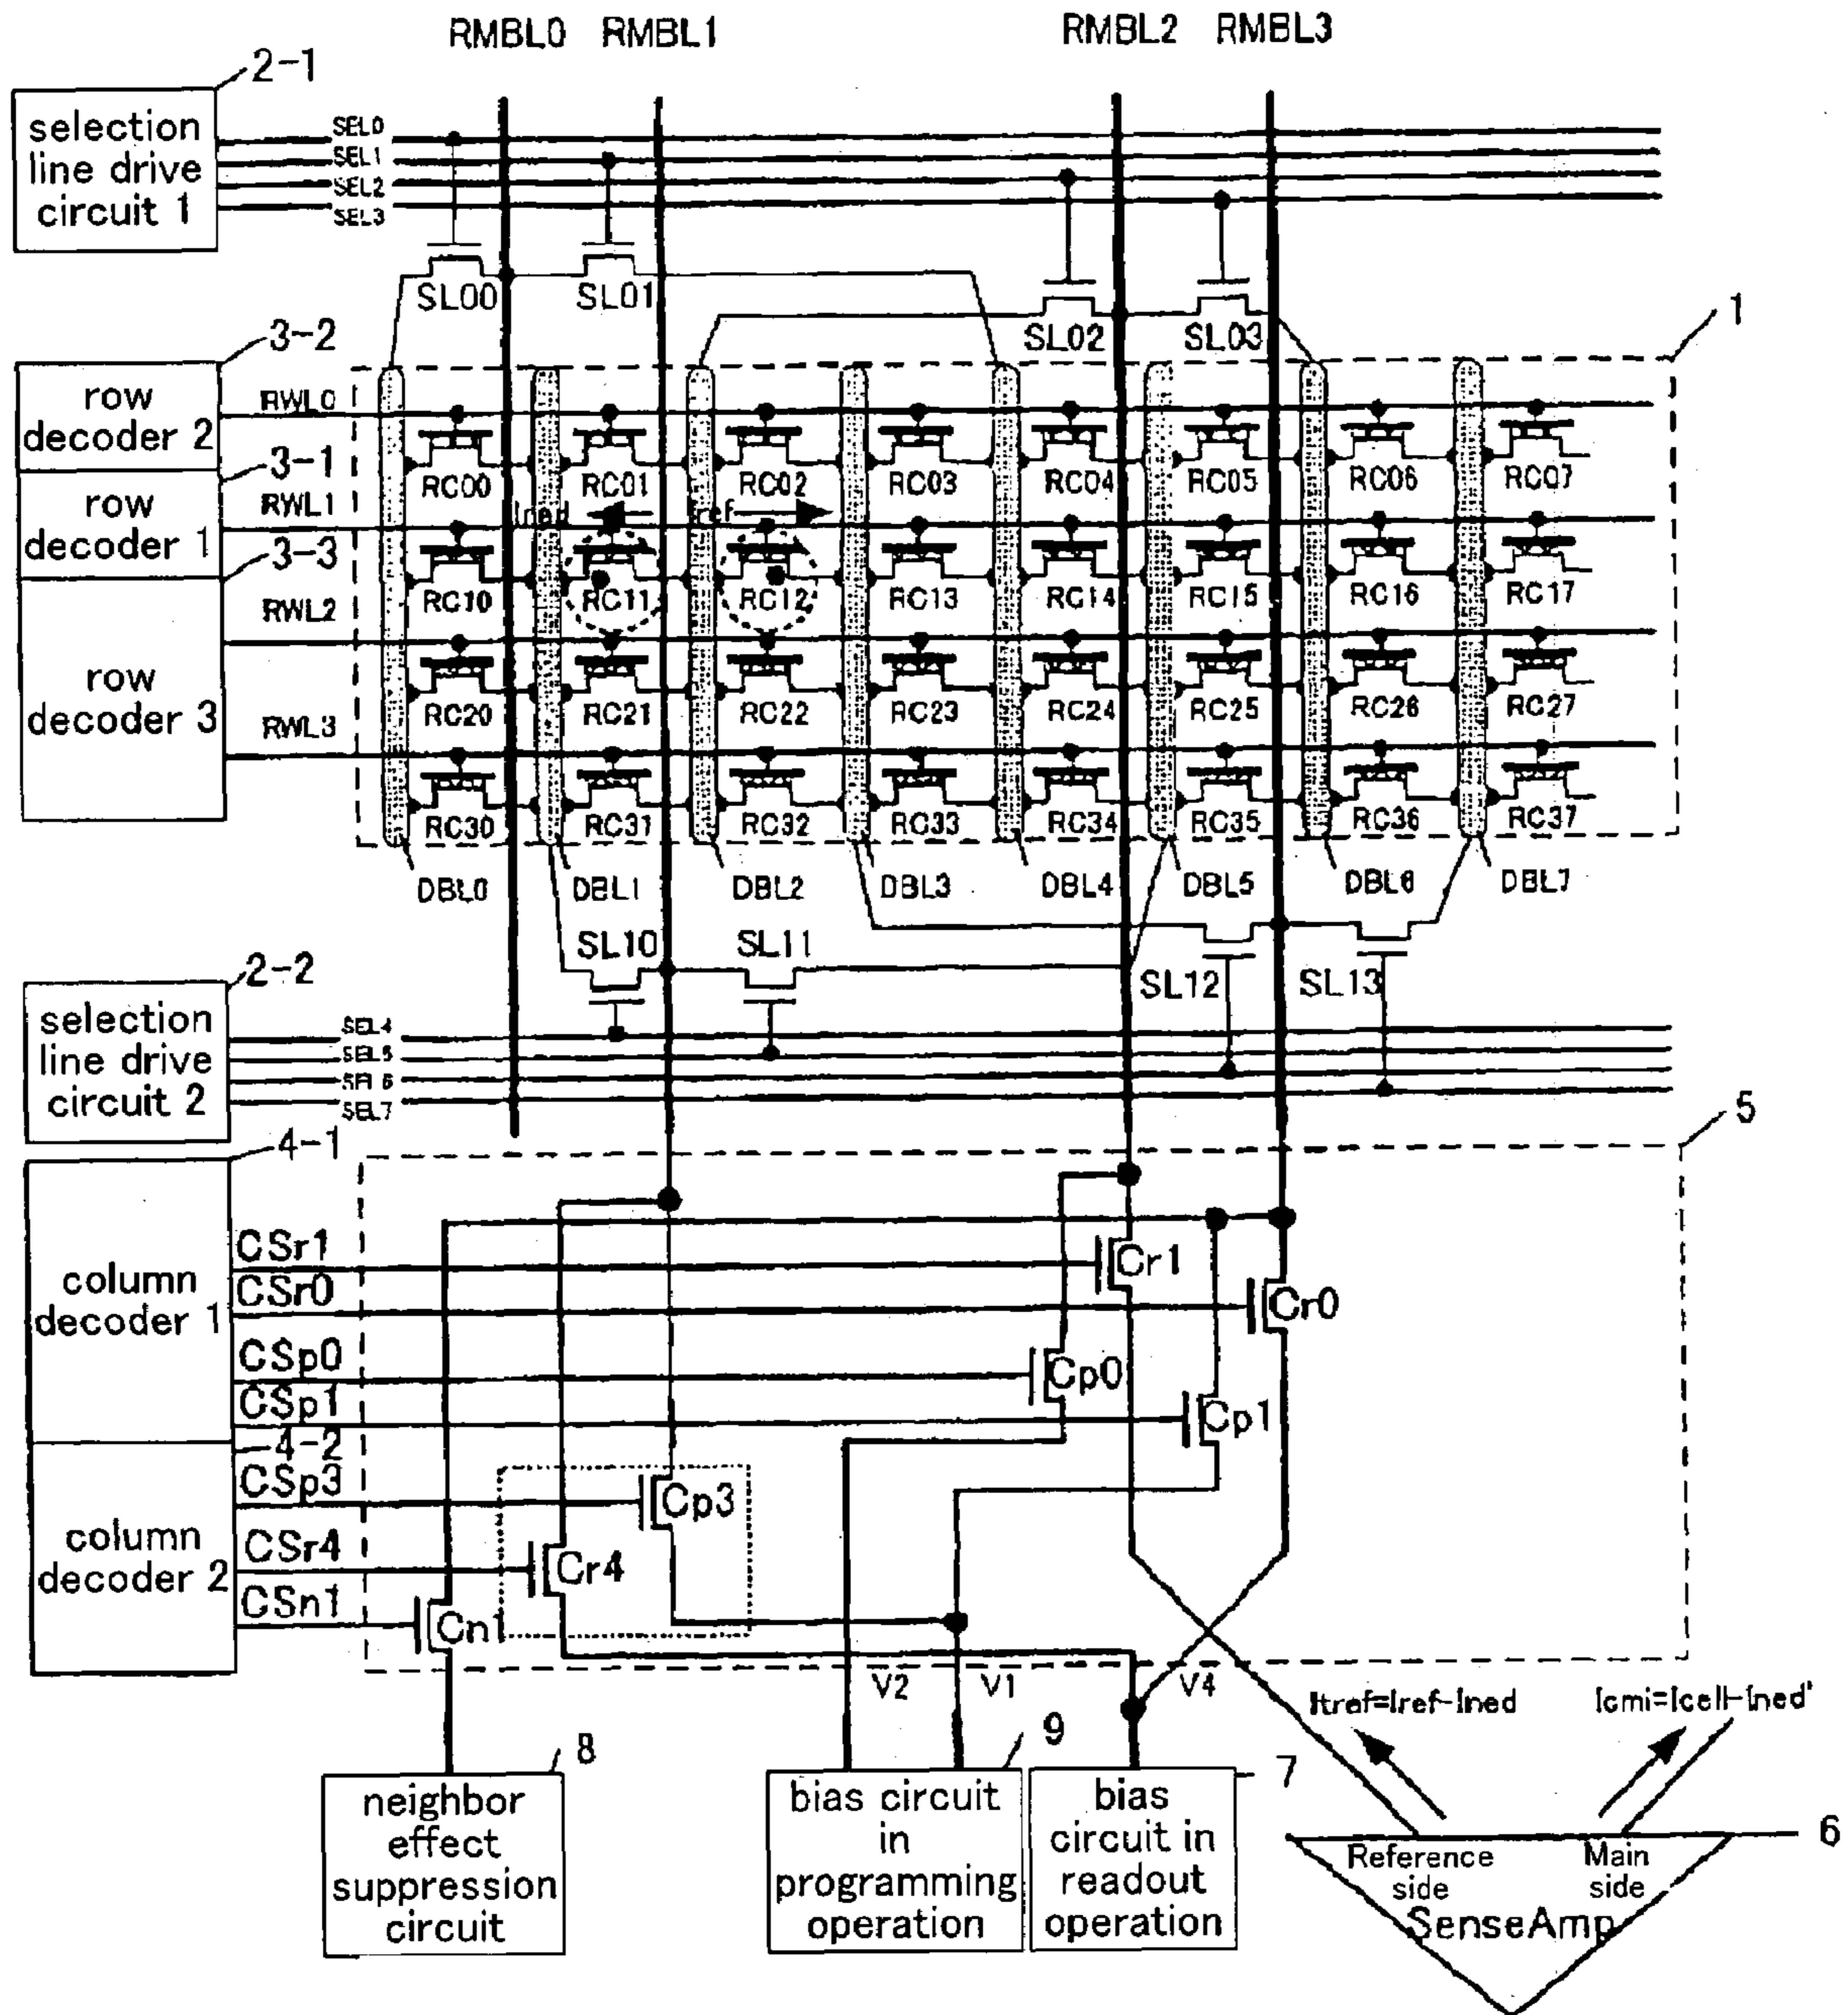 RMBL0 RMBL1 RMBL2 RMBL3
2-1
selection
line drive
circuit 1
SEL0
SEL1
SEL2
SEL3
SL00 SL01 SL02 SL03
1
3-2
row
decoder 2
RWL0
RC00 RC01 RC02 RC03 RC04 RC05 RC06 RC07
3-1
row
decoder 1
RWL1
Ined Iref
RC10 RC11 RC12 RC13 RC14 RC15 RC16 RC17
3-3
row
decoder 3
RWL2
RC20 RC21 RC22 RC23 RC24 RC25 RC26 RC27
RWL3
RC30 RC31 RC32 RC33 RC34 RC35 RC36 RC37
DBL0 DBL1 DBL2 DBL3 DBL4 DBL5 DBL6 DBL7
SL10 SL11 SL12 SL13
2-2
selection
line drive
circuit 2
SEL4
SEL5
SEL6
SEL7
5
4-1
column
decoder 1
CSr1
Cr1
CSr0
Cr0
CSp0
Cp0
CSp1
Cp1
4-2
column
decoder 2
CSp3
Cp3
CSr4
Cr4
CSn1
Cn1
V2 V1 V4
Itref=Iref-Ined Icmi=Icell-Ined'
8
neighbor
effect
suppression
circuit
9
bias circuit
in
programming
operation
7
bias
circuit in
readout
operation
6
Reference
side
Main
side
SenseAmp